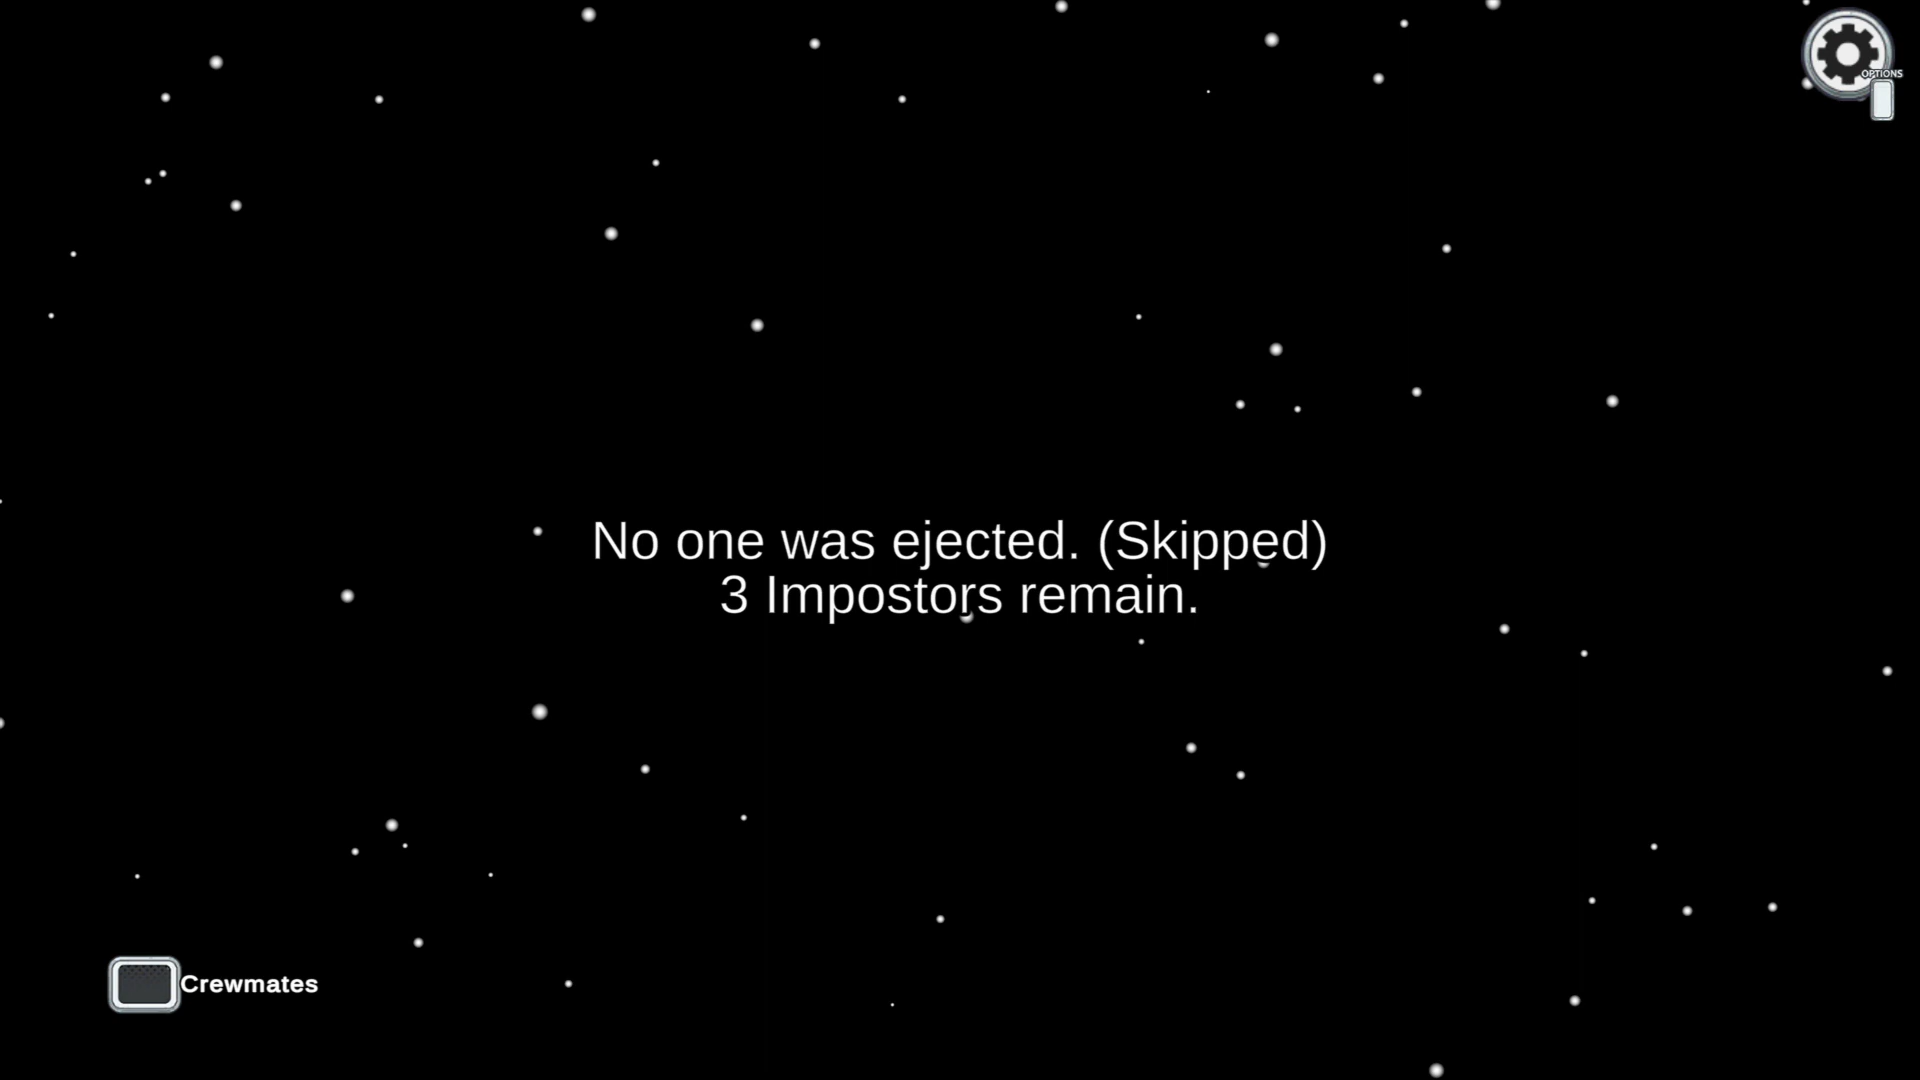 OPTIONS
No one was ejected. (Skipped)
3 Impostors remain.
Crewmates